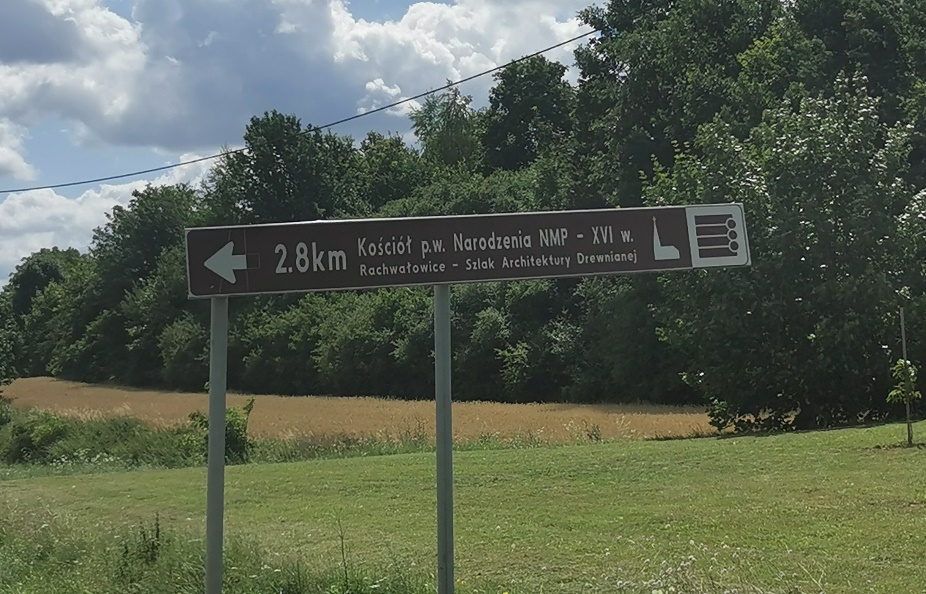 2.8km
Kościół p.w. Narodzenia NMP - XVI w.
Rachwałowice - Szlak Architektury Drewnianej